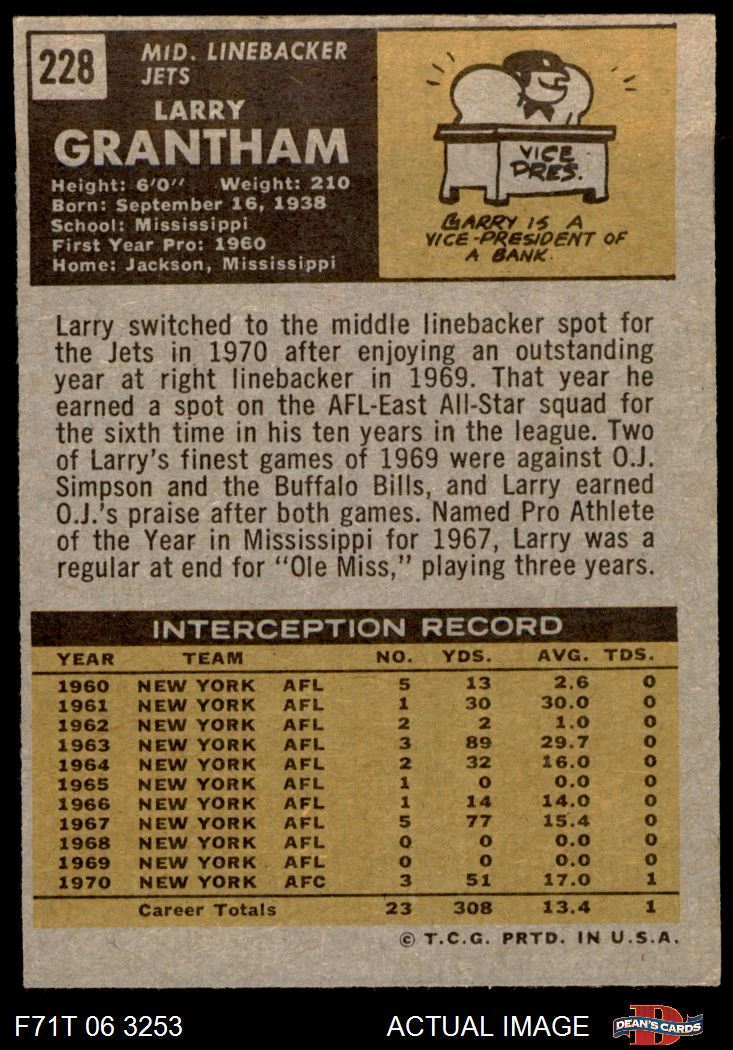 228
MID. LINEBACKER
JETS
LARRY
GRANTHAM
Height: 6'0" Weight: 210
Born: September 16, 1938
School: Mississippi
First Year Pro: 1960
Home: Jackson, Mississippi
VICE
PRES.
LARRY IS A
VICE-PRESIDENT OF
A BANK.
Larry switched to the middle linebacker spot for
the Jets in 1970 after enjoying an outstanding
year at right linebacker in 1969. That year he
earned a spot on the AFL-East All-Star squad for
the sixth time in his ten years in the league. Two
of Larry's finest games of 1969 were against O.J.
Simpson and the Buffalo Bills, and Larry earned
O.J.'s praise after both games. Named Pro Athlete
of the Year in Mississippi for 1967, Larry was a
regular at end for "Ole Miss," playing three years.
INTERCEPTION RECORD
YEAR TEAM NO. YDS. AVG. TDS.
1960 NEW YORK AFL 5 13 2.6 0
1961 NEW YORK AFL 1 30 30.0 0
1962 NEW YORK AFL 2 2 1.0 0
1963 NEW YORK AFL 3 89 29.7 0
1964 NEW YORK AFL 2 32 16.0 0
1965 NEW YORK AFL 1 0 0.0 0
1966 NEW YORK AFL 1 14 14.0 0
1967 NEW YORK AFL 5 77 15.4 0
1968 NEW YORK AFL 0 0 0.0 0
1969 NEW YORK AFL 0 0 0.0 0
1970 NEW YORK AFC 3 51 17.0 1
Career Totals 23 308 13.4 1
© T.C.G. PRTD. IN U.S.A.
F71T 06 3253 ACTUAL IMAGE DEAN'S CARDS